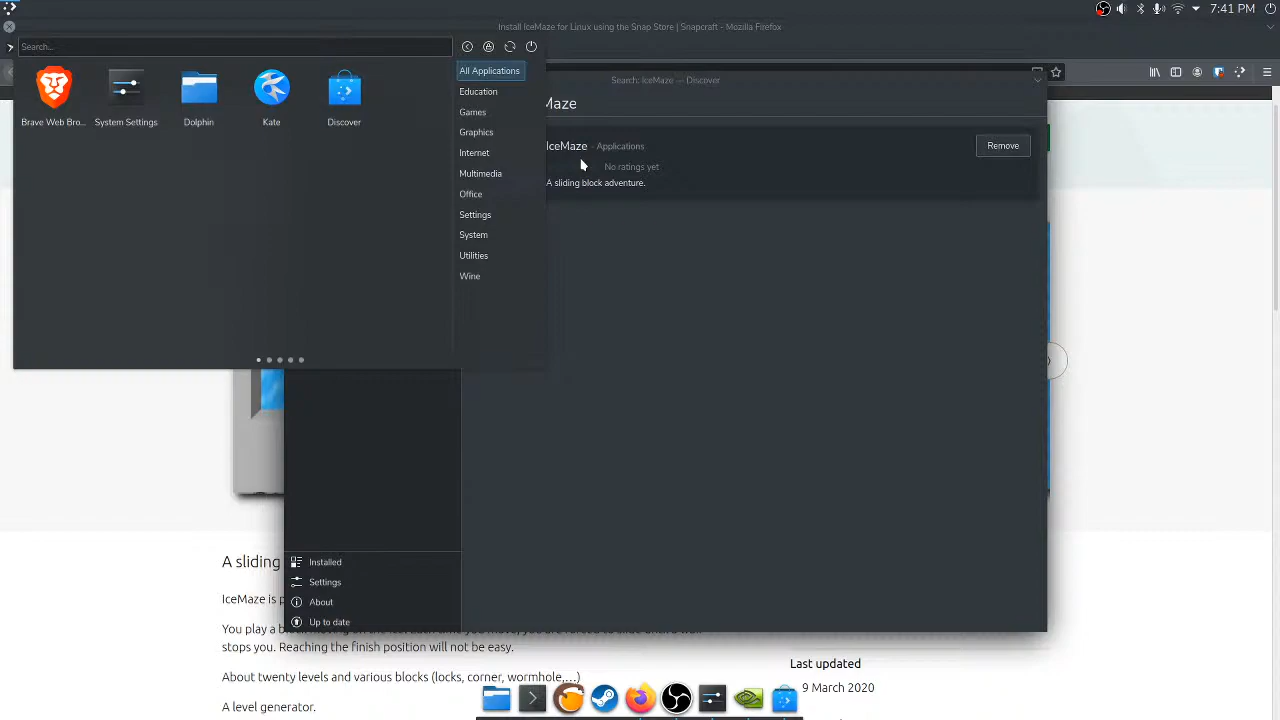 7:41 PM
Install IceMaze for Linux using the Snap Store | Snapcraft - Mozilla Firefox
Search...
All Applications
Education
Games
Graphics
Internet
Multimedia
Office
Settings
System
Utilities
Wine
Brave Web Bro...
System Settings
Dolphin
Kate
Discover
Search: IceMaze — Discover
Maze
IceMaze - Applications
No ratings yet
A sliding block adventure.
Remove
Installed
Settings
About
Up to date
A sliding
IceMaze is p
You play a
stops you. Reaching the finish position will not be easy.
About twenty levels and various blocks (locks, corner, wormhole,...)
A level generator.
Last updated
9 March 2020